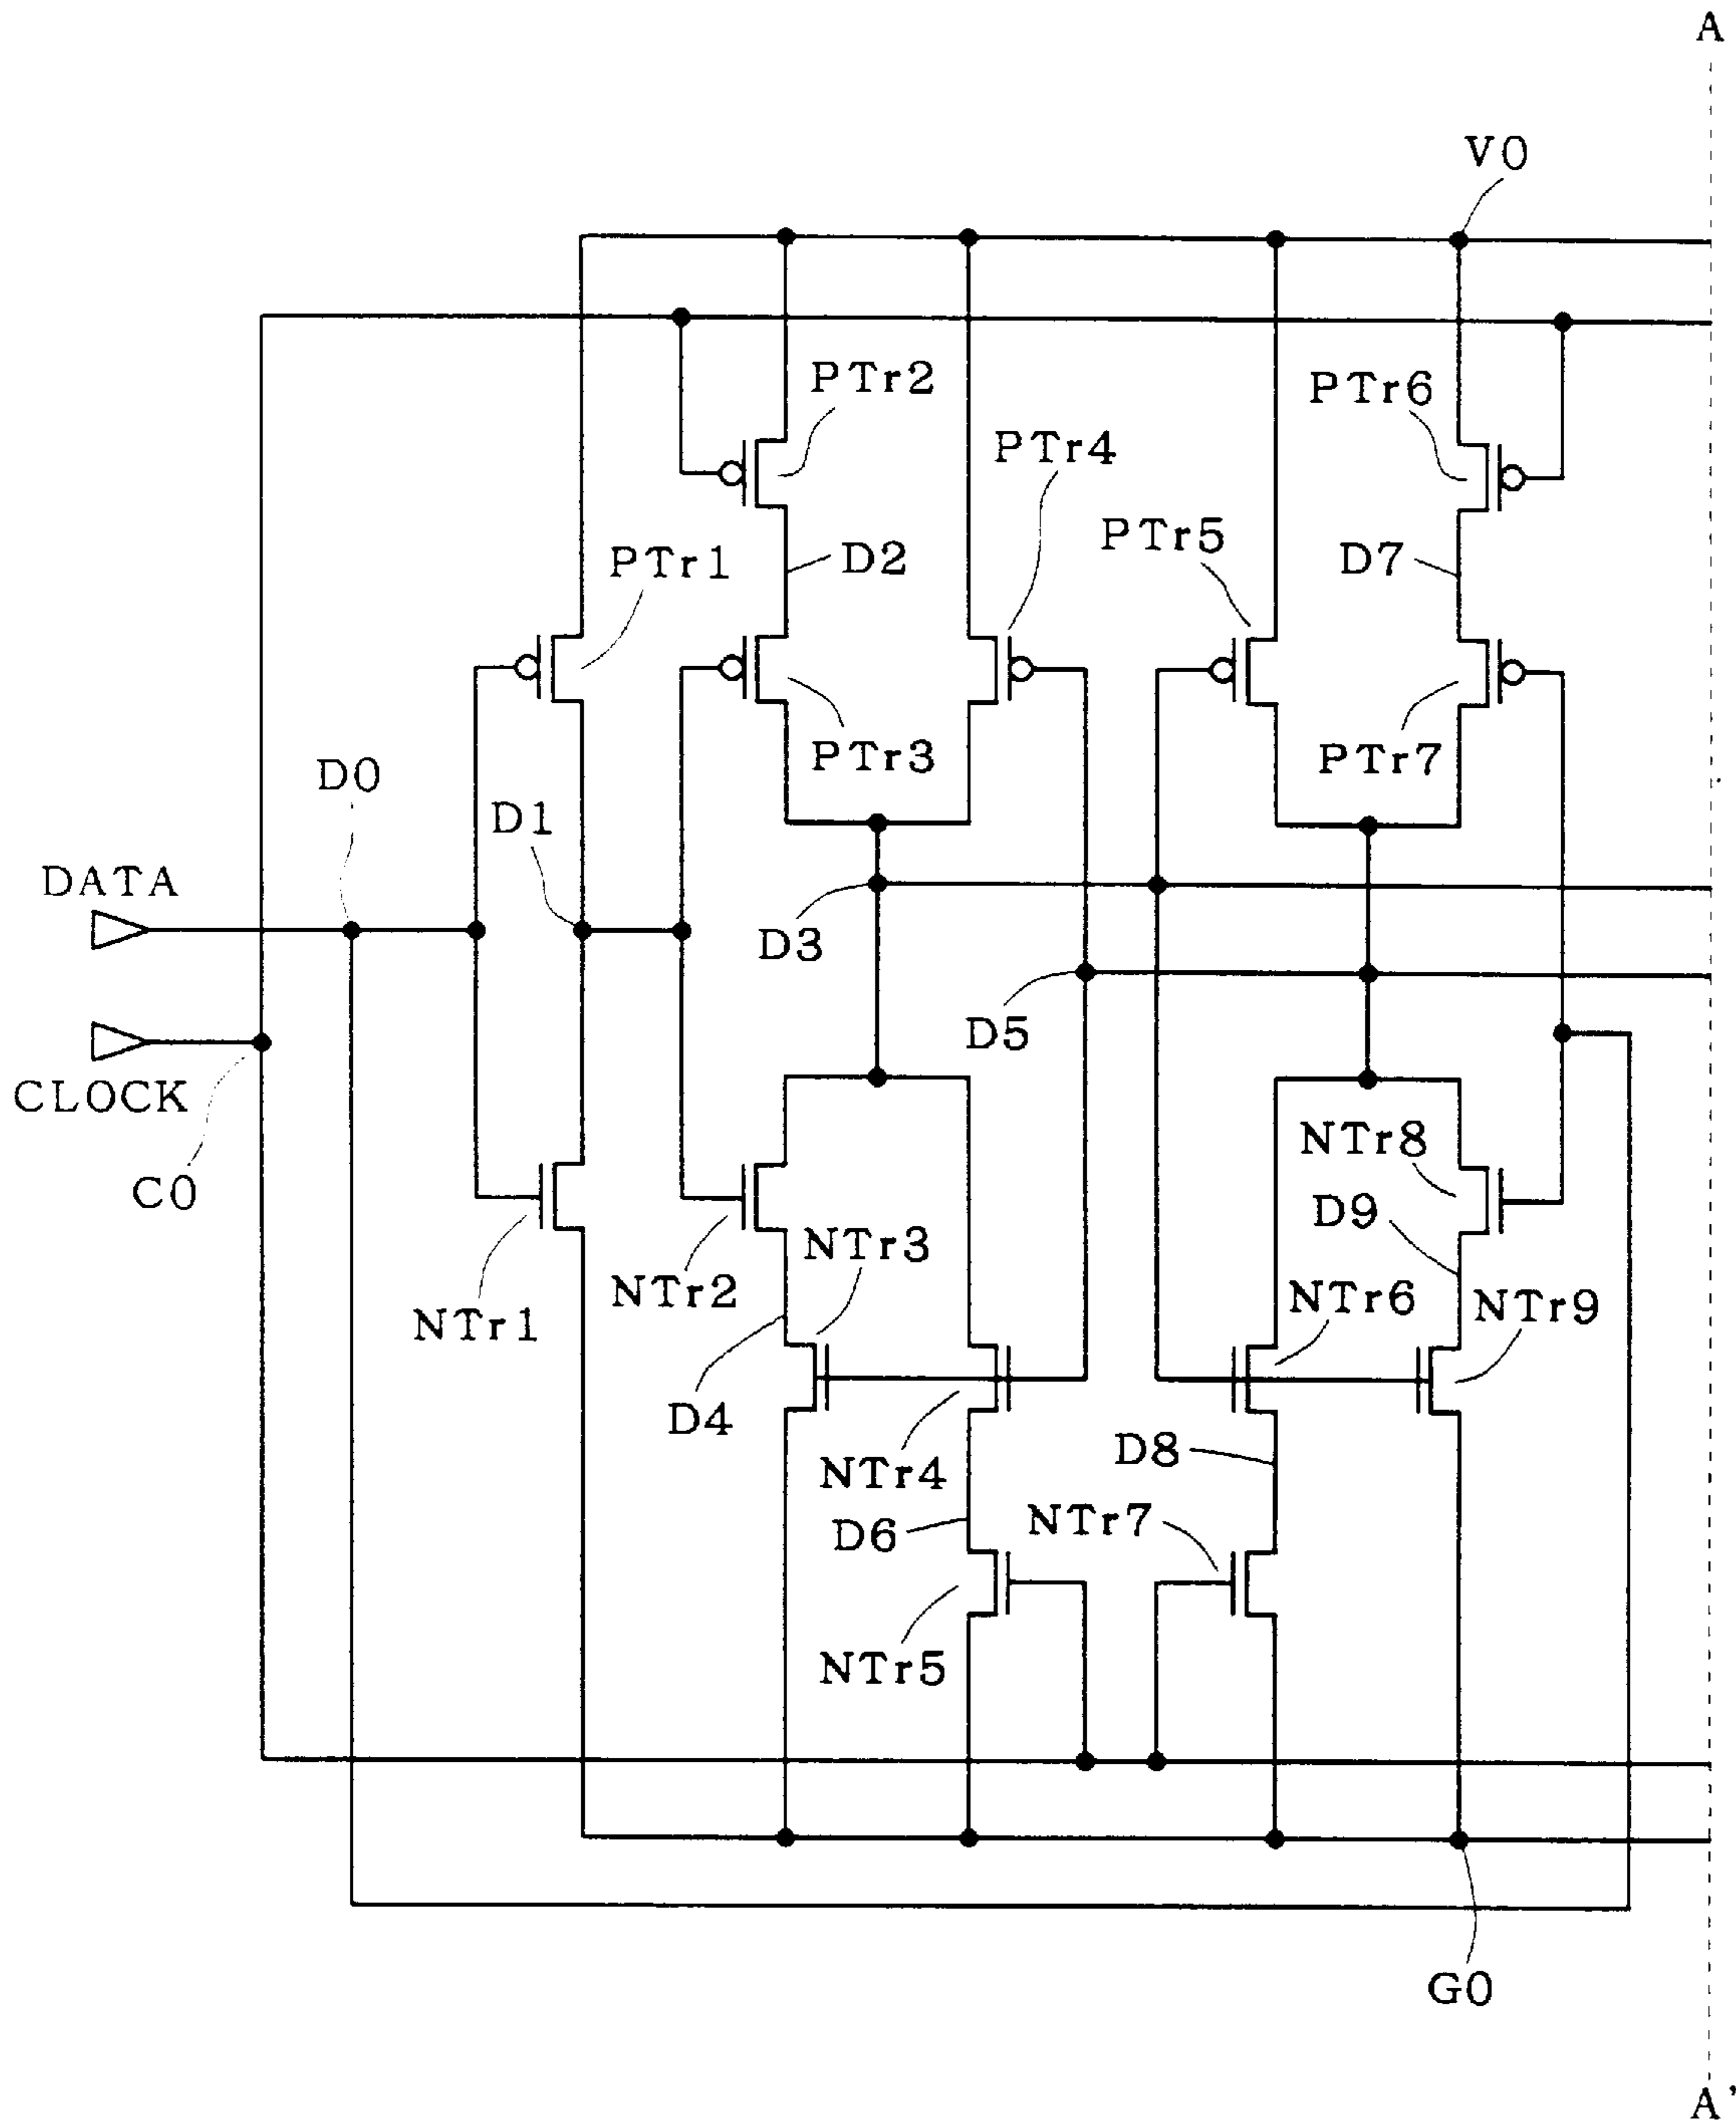 A
V0
PTr2
PTr6
PTr4
PTr5
D2
D7
PTr1
PTr3
PTr7
D0
D1
DATA
D3
D5
CLOCK
NTr8
C0
D9
NTr3
NTr2
NTr6
NTr9
NTr1
D4
D8
NTr4
NTr7
D6
NTr5
G0
A'